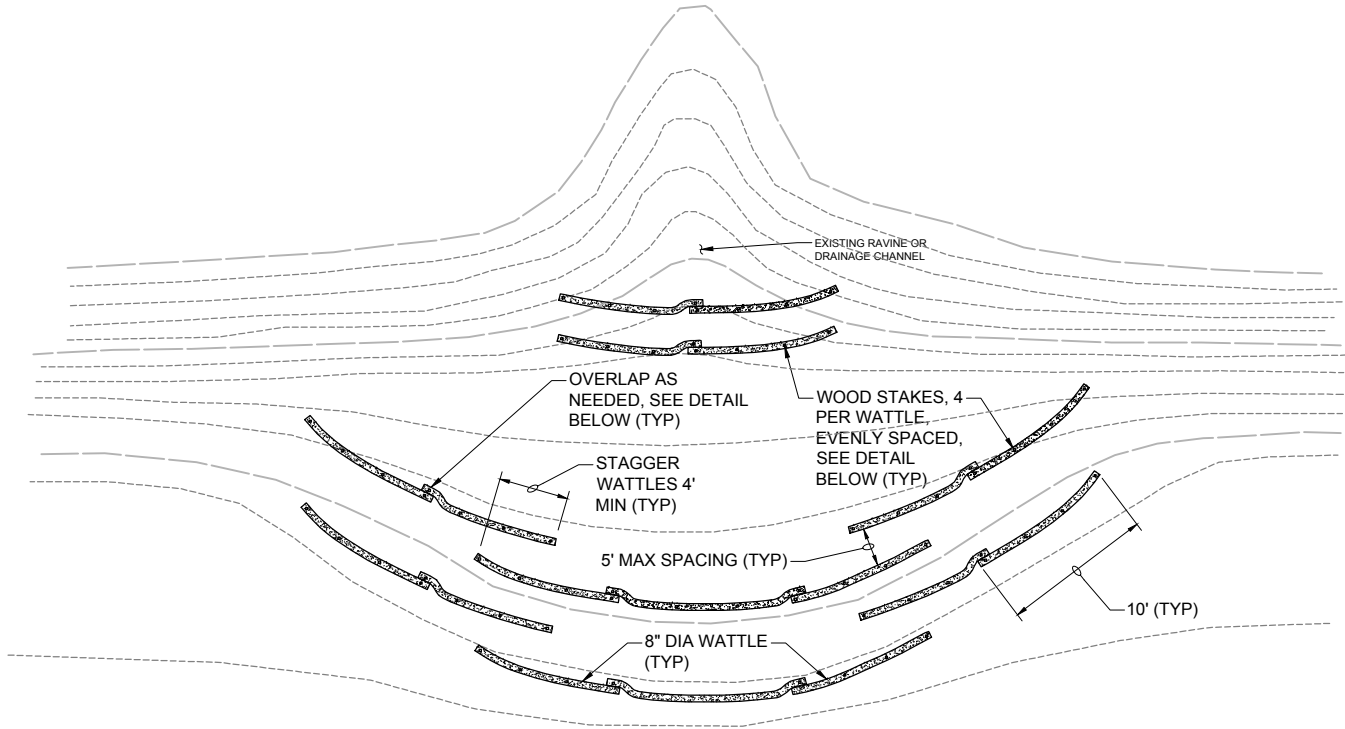 EXISTING RAVINE OR
DRAINAGE CHANNEL
OVERLAP AS
NEEDED, SEE DETAIL
BELOW (TYP)
WOOD STAKES, 4
PER WATTLE,
EVENLY SPACED,
SEE DETAIL
BELOW (TYP)
STAGGER
WATTLES 4'
MIN (TYP)
5' MAX SPACING (TYP)
10' (TYP)
8" DIA WATTLE
(TYP)